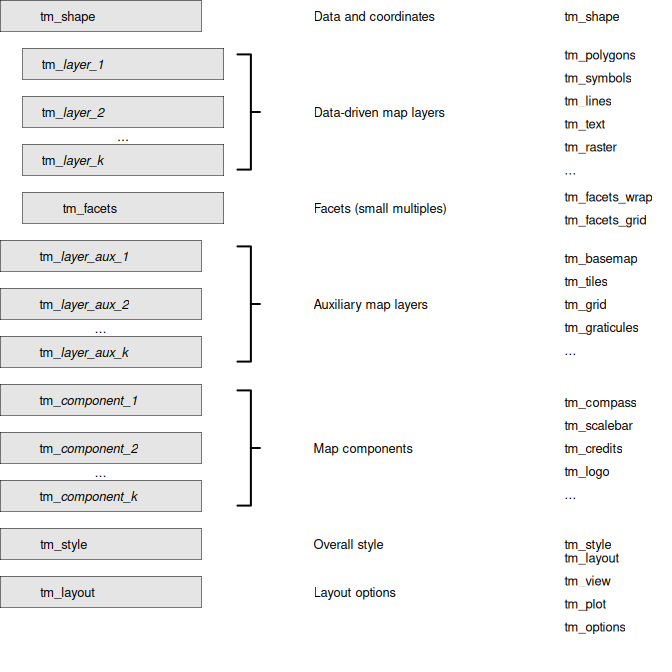 tm_shape Data and coordinates tm_shape
tm_layer_1 tm_polygons
tm_symbols
tm_lines
tm_layer_2 Data-driven map layers tm_text
...
tm_raster
tm_layer_k
...
tm_facets Facets (small multiples) tm_facets_wrap
tm_facets_grid
tm_layer_aux_1 tm_basemap
tm_tiles
tm_layer_aux_2 Auxiliary map layers tm_grid
... tm_graticules
tm_layer_aux_k ...
tm_component_1 tm_compass
tm_scalebar
tm_component_2 Map components tm_credits
... tm_logo
tm_component_k ...
tm_style Overall style tm_style
tm_layout
tm_layout Layout options tm_view
tm_plot
tm_options